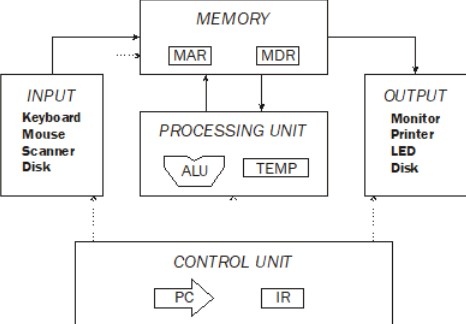 MEMORY
MAR MDR
INPUT
Keyboard
Mouse
Scanner
Disk
PROCESSING UNIT
ALU TEMP
OUTPUT
Monitor
Printer
LED
Disk
CONTROL UNIT
PC IR